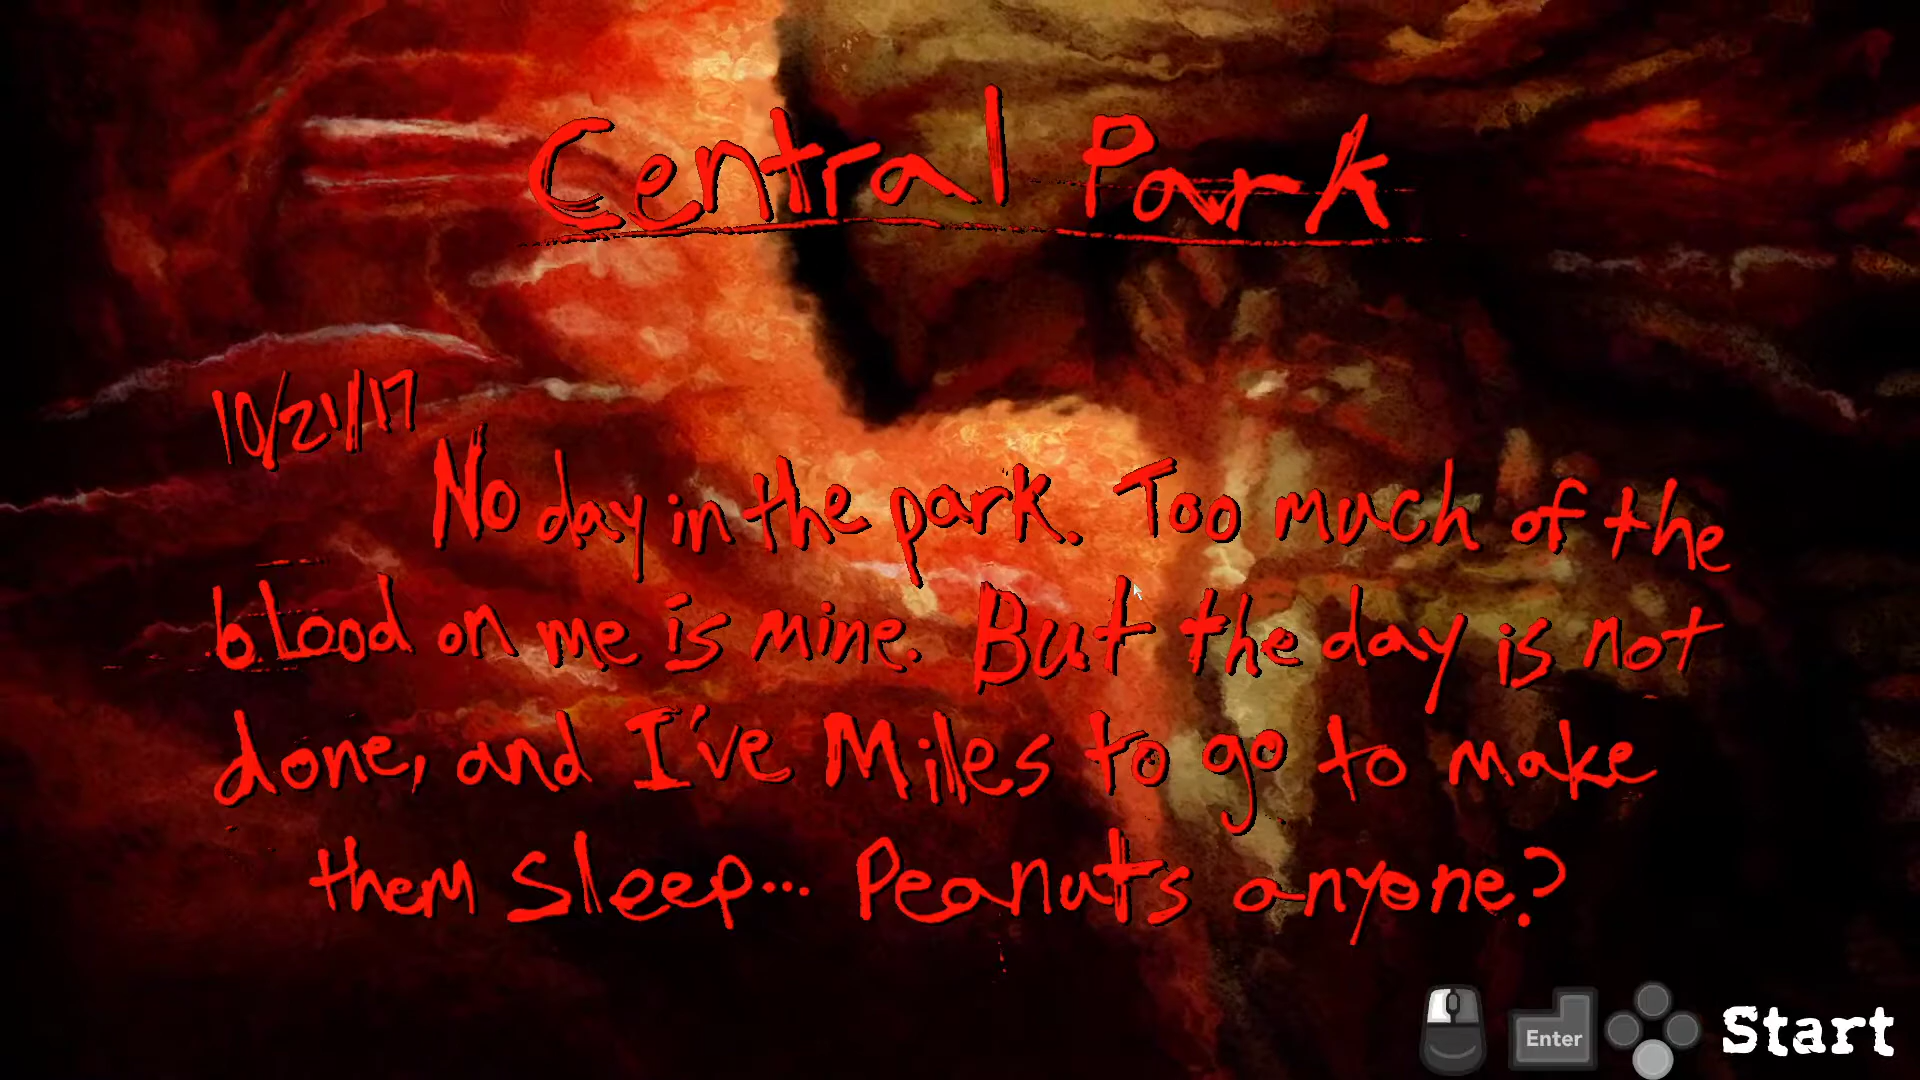 Central Park
10/21/17
No day in the park. Too much of the
blood on me is mine. But the day is not
done, and I've Miles to go to make
them sleep... Peanuts anyone?
Enter
Start